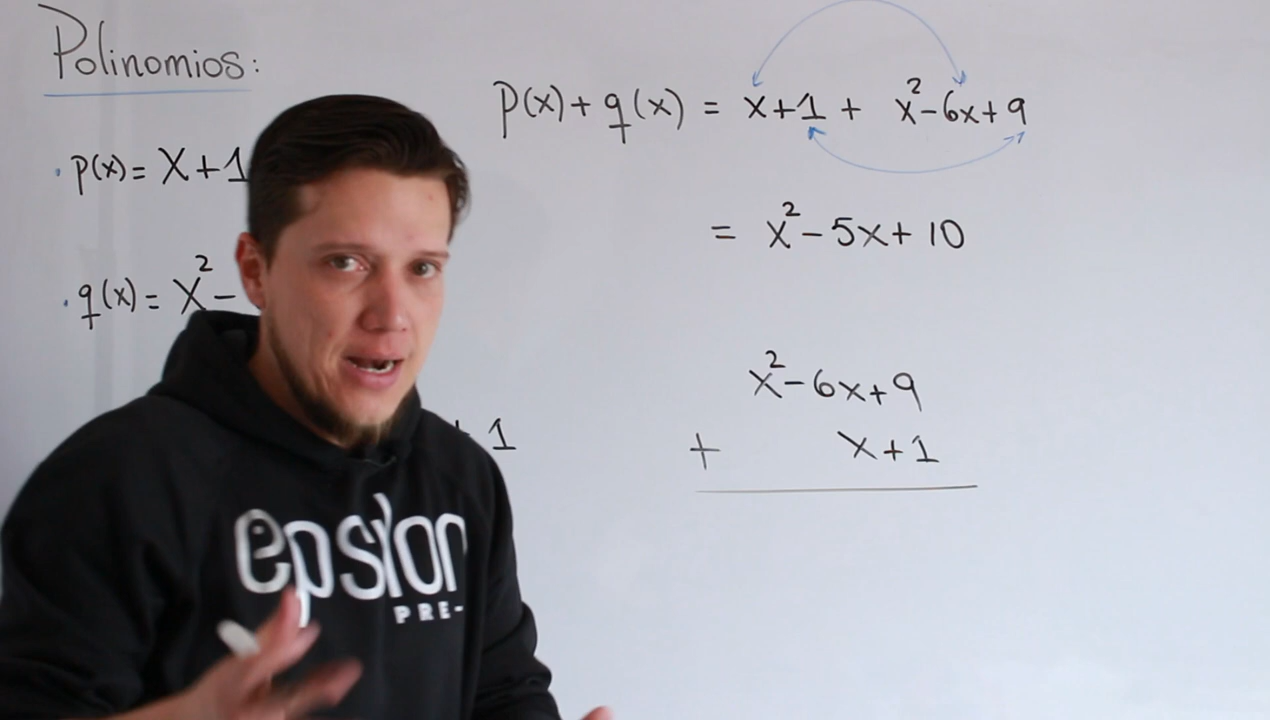 Polinomios:
p(x) + q(x) = x+1 + x²-6x+9
· p(x) = x+1
= x²-5x+10
· q(x) = x²-
x²-6x+9
+ x+1
1
epsilon
PRE-